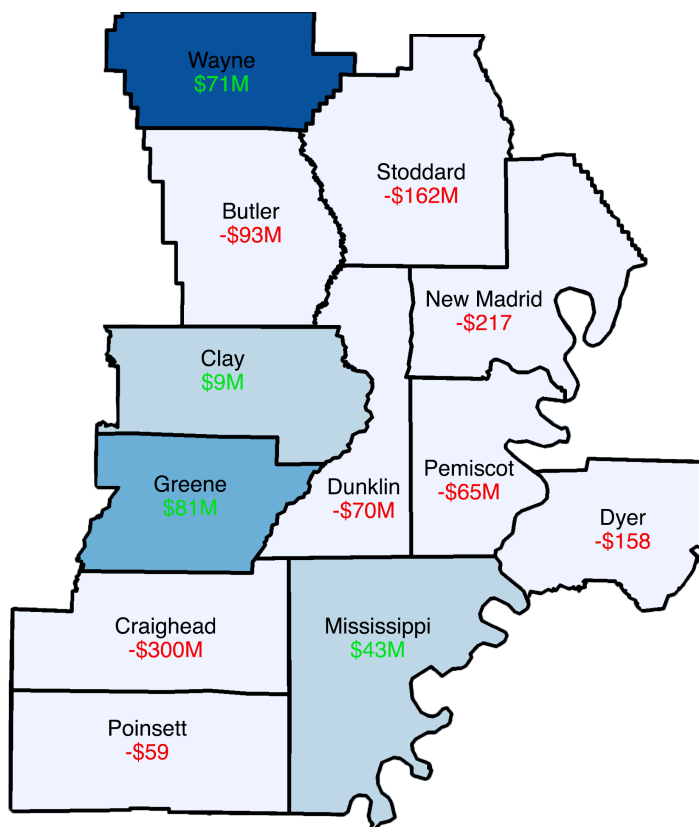 Wayne
$71M
Stoddard
-$162M
Butler
-$93M
New Madrid
-$217
Clay
$9M
Greene
$81M
Dunklin
-$70M
Pemiscot
-$65M
Dyer
-$158
Craighead
-$300M
Mississippi
$43M
Poinsett
-$59